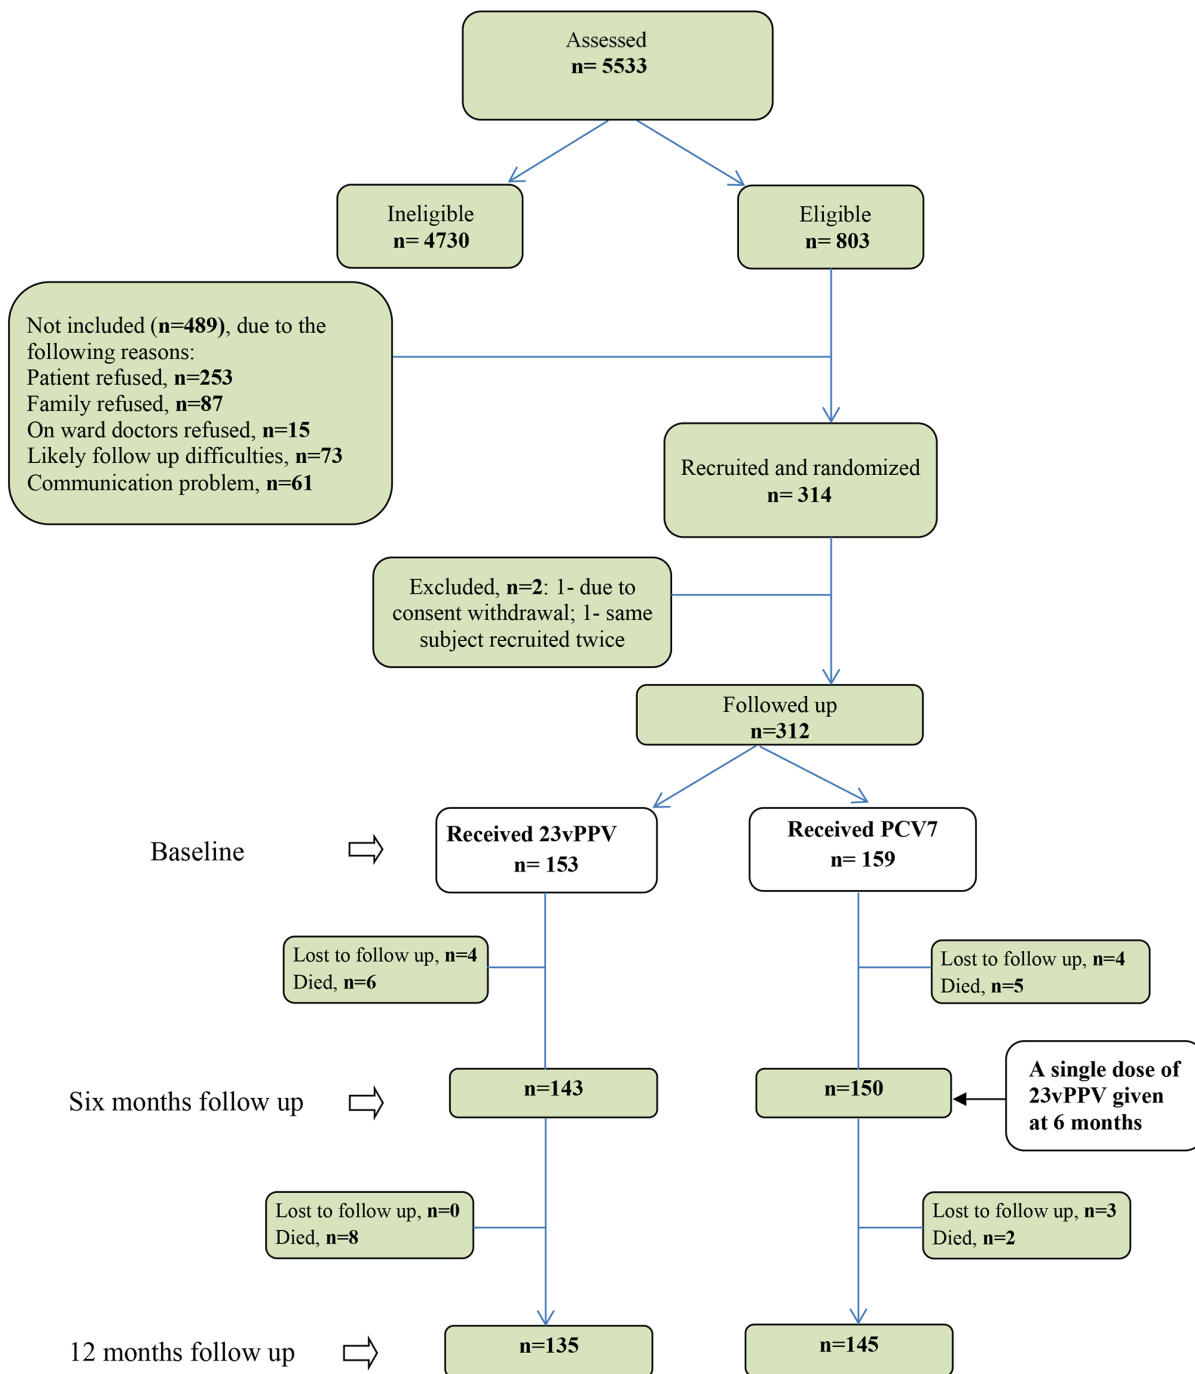 Assessed
n= 5533
Ineligible
n= 4730
Eligible
n= 803
Not included (n=489), due to the
following reasons:
Patient refused, n=253
Family refused, n=87
On ward doctors refused, n=15
Likely follow up difficulties, n=73
Communication problem, n=61
Recruited and randomized
n= 314
Excluded, n=2: 1- due to
consent withdrawal; 1- same
subject recruited twice
Followed up
n=312
Baseline
Received 23vPPV
n= 153
Received PCV7
n= 159
Lost to follow up, n=4
Died, n=6
Lost to follow up, n=4
Died, n=5
Six months follow up
n=143
n=150
A single dose of
23vPPV given
at 6 months
Lost to follow up, n=0
Died, n=8
Lost to follow up, n=3
Died, n=2
12 months follow up
n=135
n=145